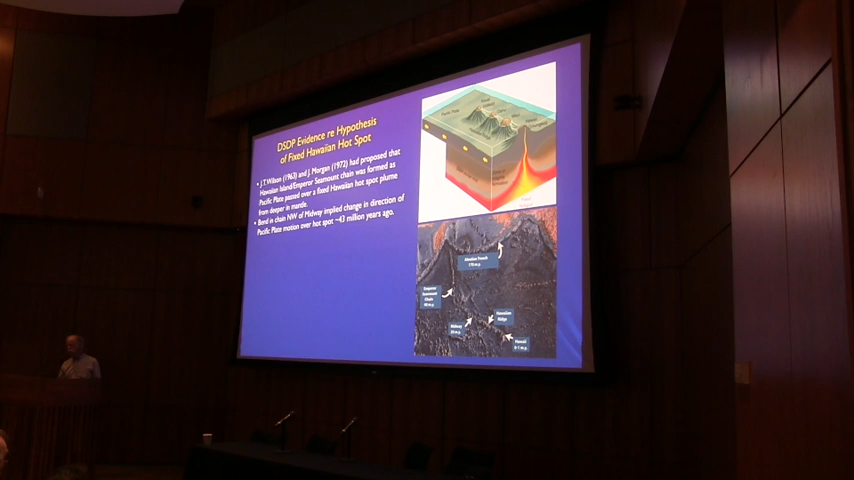 DSDP Evidence re Hypothesis
of Fixed Hawaiian Hot Spot
• J.T. Wilson (1963) and J. Morgan (1972) had proposed that
Hawaiian Island/Emperor Seamount chain was formed as
Pacific Plate passed over a fixed Hawaiian hot spot plume
from deeper in mantle.
• Bend in chain NW of Midway implied change in direction of
Pacific Plate motion over hot spot ~43 million years ago.
Aleutian Trench
Emperor
Seamount
Chain
Hawaiian
Ridge
Midway
Hawaii